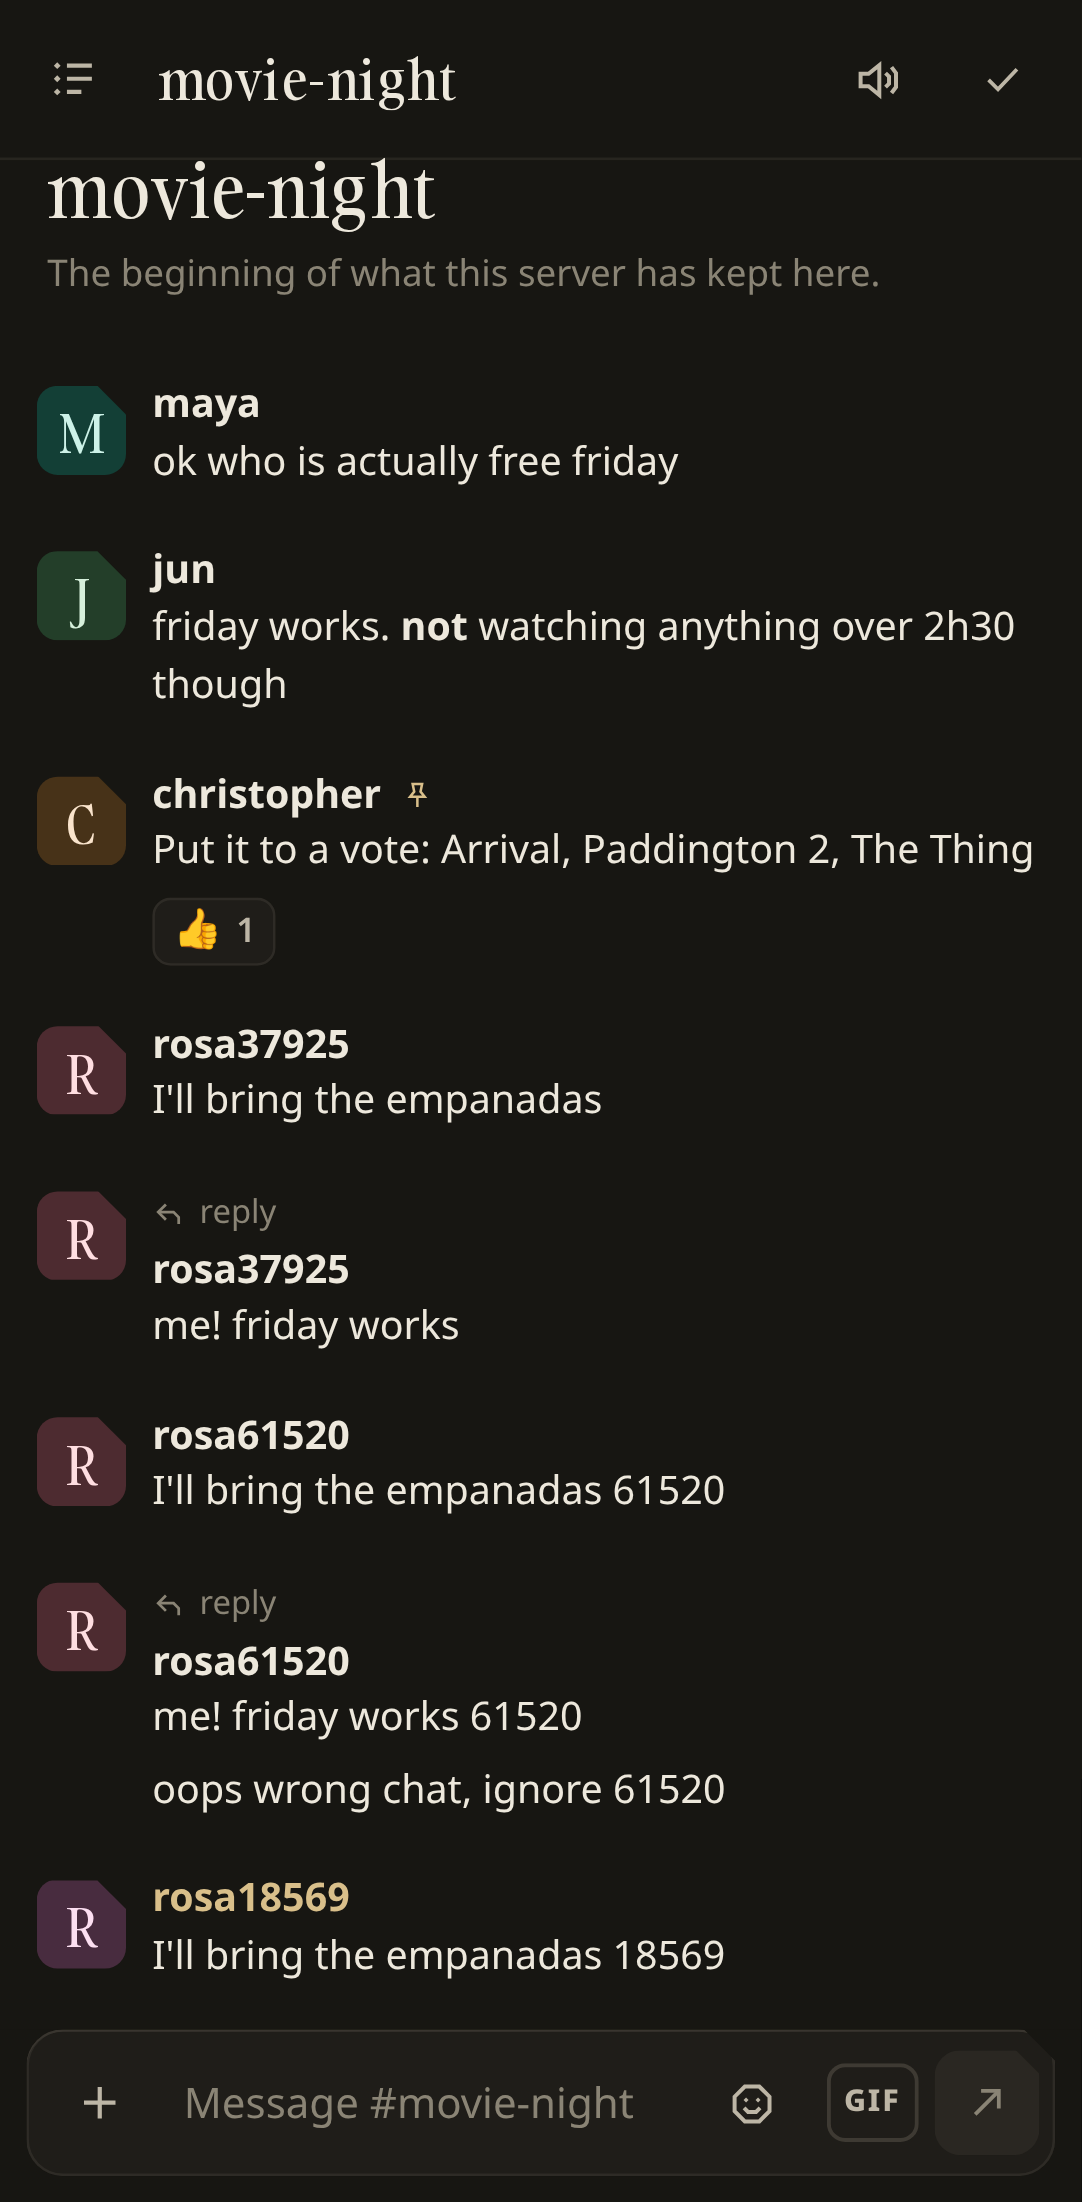 movie-night
movie-night
The beginning of what this server has kept here.
M
maya
ok who is actually free friday
J
jun
friday works. not watching anything over 2h30
though
C
christopher
Put it to a vote: Arrival, Paddington 2, The Thing
👍 1
R
rosa37925
I'll bring the empanadas
R
reply
rosa37925
me! friday works
R
rosa61520
I'll bring the empanadas 61520
R
reply
rosa61520
me! friday works 61520
oops wrong chat, ignore 61520
R
rosa18569
I'll bring the empanadas 18569
Message #movie-night
GIF